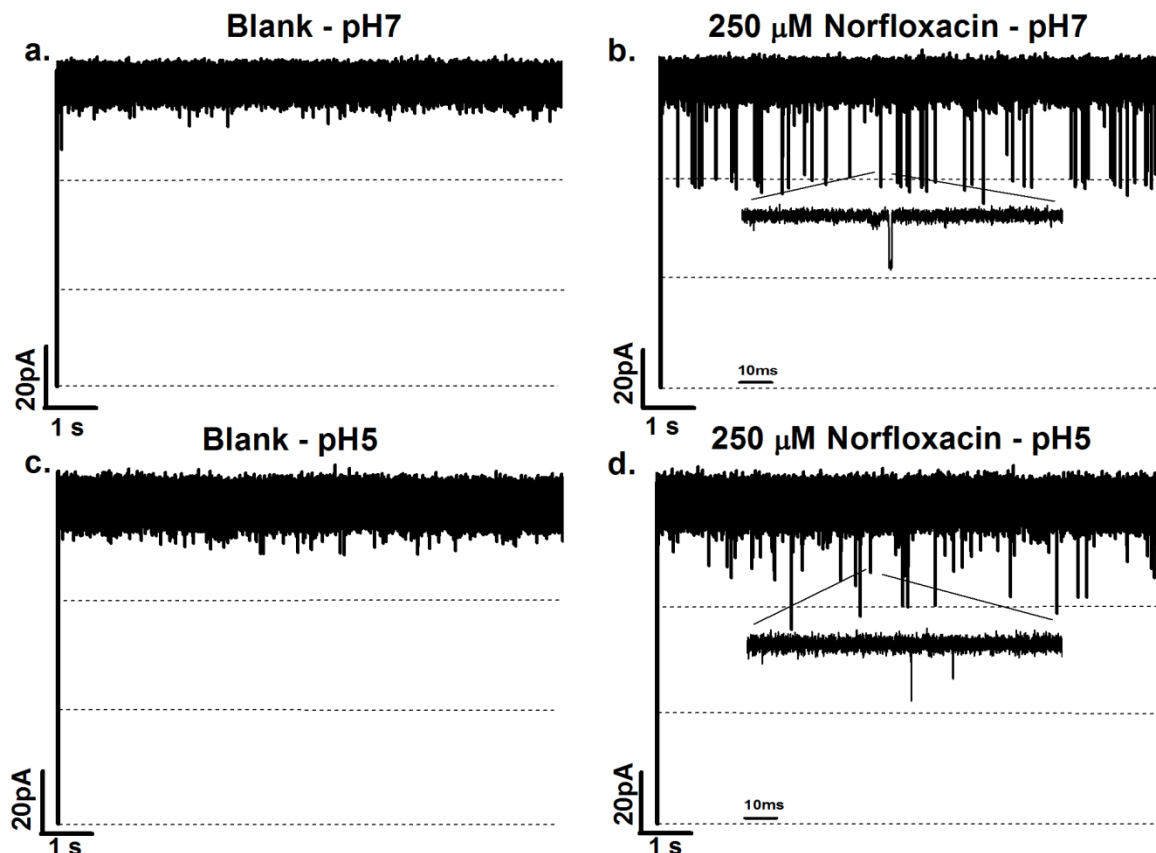 Blank - pH7
a.
20pA
1 s
250 μM Norfloxacin - pH7
b.
10ms
20pA
1 s
Blank - pH5
c.
20pA
1 s
250 μM Norfloxacin - pH5
d.
10ms
20pA
1 s